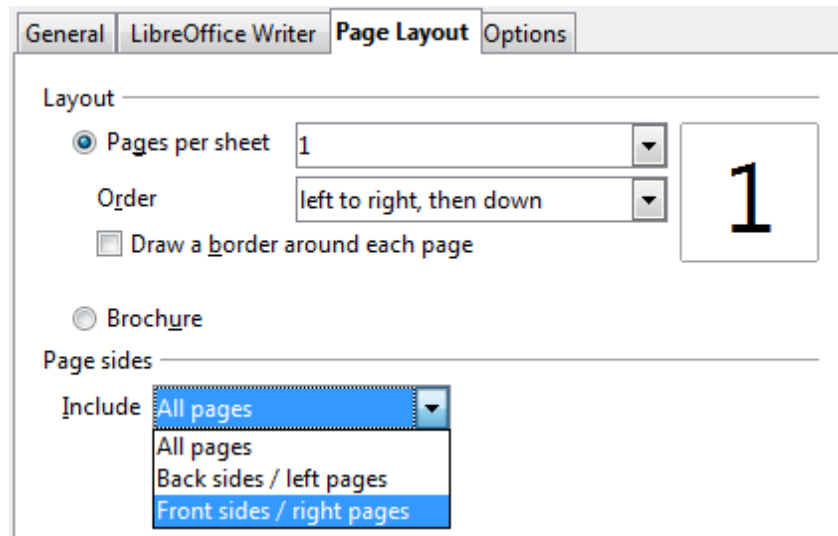 General LibreOffice Writer Page Layout Options
Layout
Pages per sheet 1
1
Order left to right, then down
Draw a border around each page
Brochure
Page sides
Include All pages
All pages
Back sides / left pages
Front sides / right pages